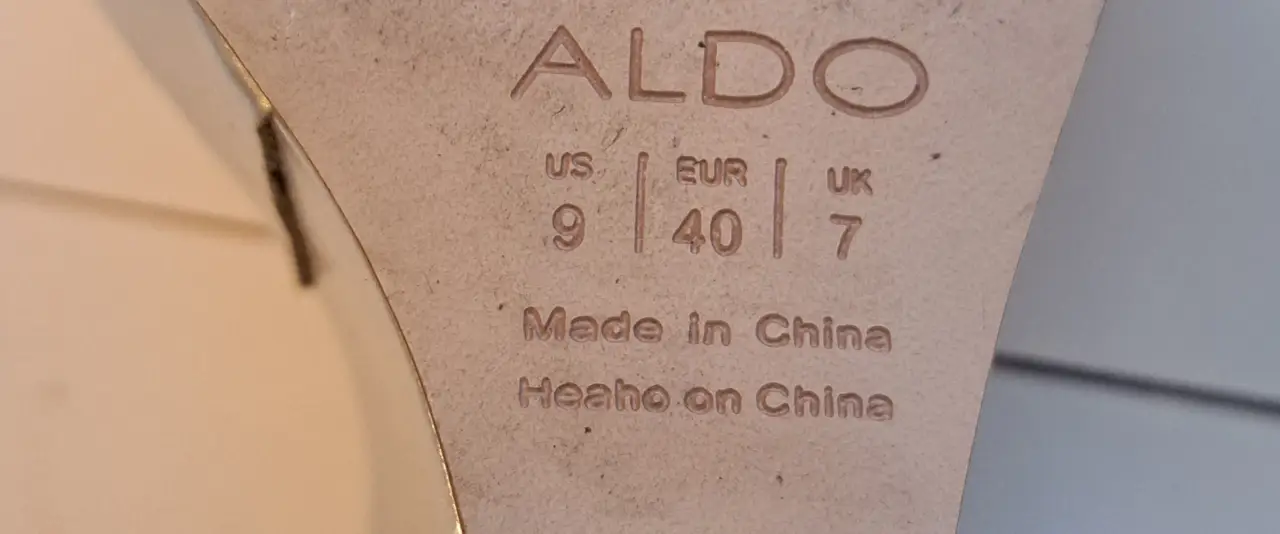 ALDO
US | EUR | UK
9 | 40 | 7
Made in China
Heaho on China